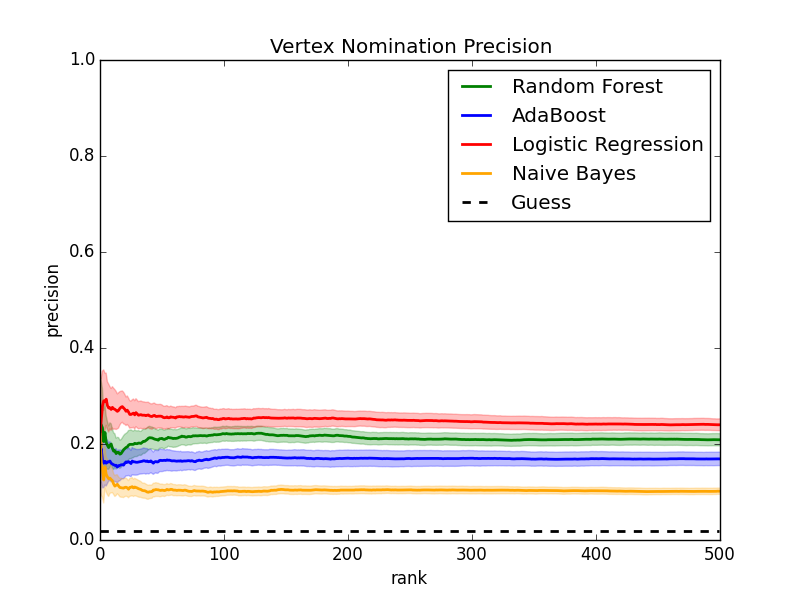 Vertex Nomination Precision
1.0
0.8
0.6
0.4
0.2
0.0
precision
Random Forest
AdaBoost
Logistic Regression
Naive Bayes
Guess
0 100 200 300 400 500
rank